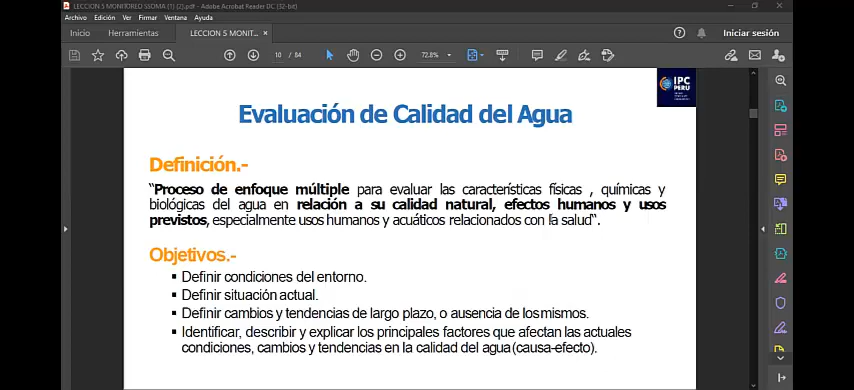 LECCION 5 MONITOREO SSOMA (1) (2).pdf - Adobe Acrobat Reader DC (32-bit)
Archivo Edición Ver Firmar Ventana Ayuda
Inicio Herramientas LECCION 5 MONIT... × Iniciar sesión
10 / 84 72.8%
IPC
PERU
Evaluación de Calidad del Agua
Definición.-
“Proceso de enfoque múltiple para evaluar las características físicas , químicas y
biológicas del agua en relación a su calidad natural, efectos humanos y usos
previstos, especialmente usos humanos y acuáticos relacionados con la salud“.
Objetivos.-
▪ Definir condiciones del entorno.
▪ Definir situación actual.
▪ Definir cambios y tendencias de largo plazo, o ausencia de losmismos.
▪ Identificar, describir y explicar los principales factores que afectan las actuales
condiciones, cambios y tendencias en la calidad del agua (causa-efecto).